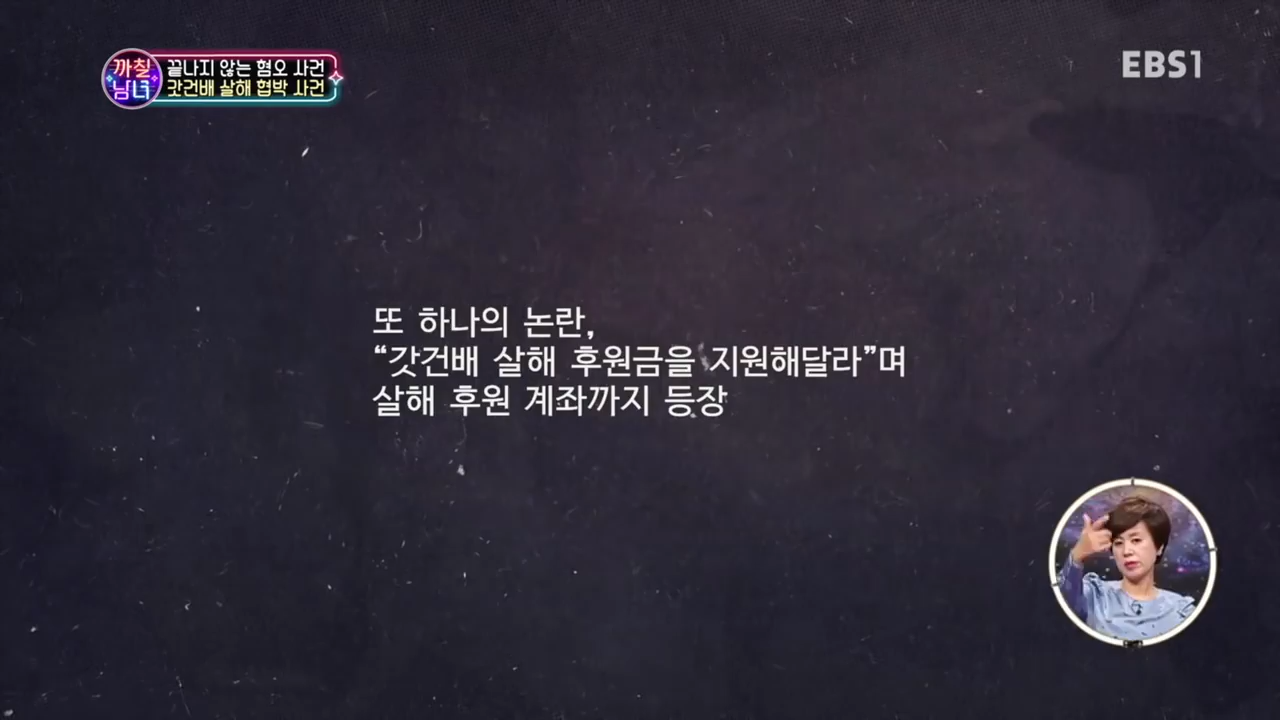 까칠
남녀
끝나지 않는 혐오 사건
갓건배 살해 협박 사건
EBS1
또 하나의 논란,
“갓건배 살해 후원금을 지원해달라”며
살해 후원 계좌까지 등장